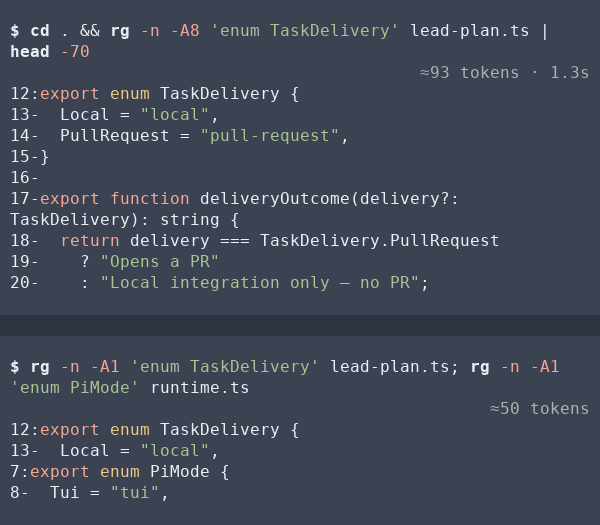 $ cd . && rg -n -A8 'enum TaskDelivery' lead-plan.ts |
head -70
≈93 tokens · 1.3s
12:export enum TaskDelivery {
13-  Local = "local",
14-  PullRequest = "pull-request",
15-}
16-
17-export function deliveryOutcome(delivery?:
TaskDelivery): string {
18-  return delivery === TaskDelivery.PullRequest
19-    ? "Opens a PR"
20-    : "Local integration only — no PR";
$ rg -n -A1 'enum TaskDelivery' lead-plan.ts; rg -n -A1
'enum PiMode' runtime.ts
≈50 tokens
12:export enum TaskDelivery {
13-  Local = "local",
7:export enum PiMode {
8-  Tui = "tui",